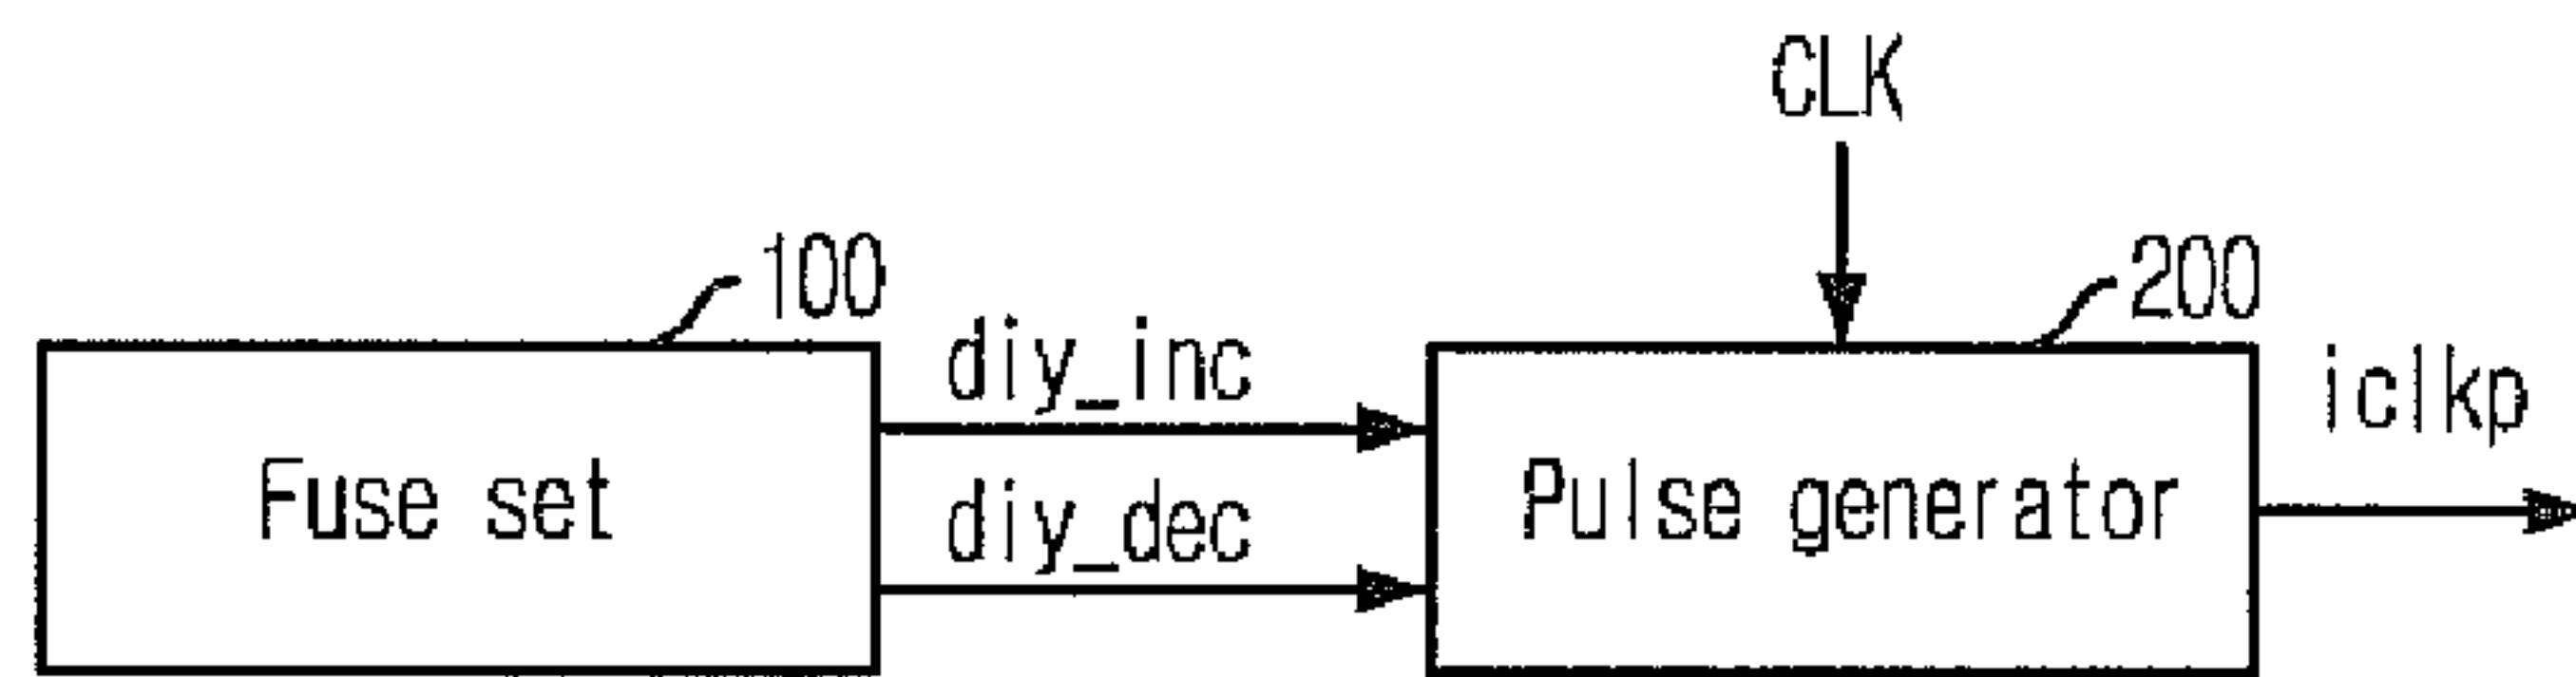 CLK
100
200
diy_inc
iclkp
Fuse set
diy_dec
Pulse generator